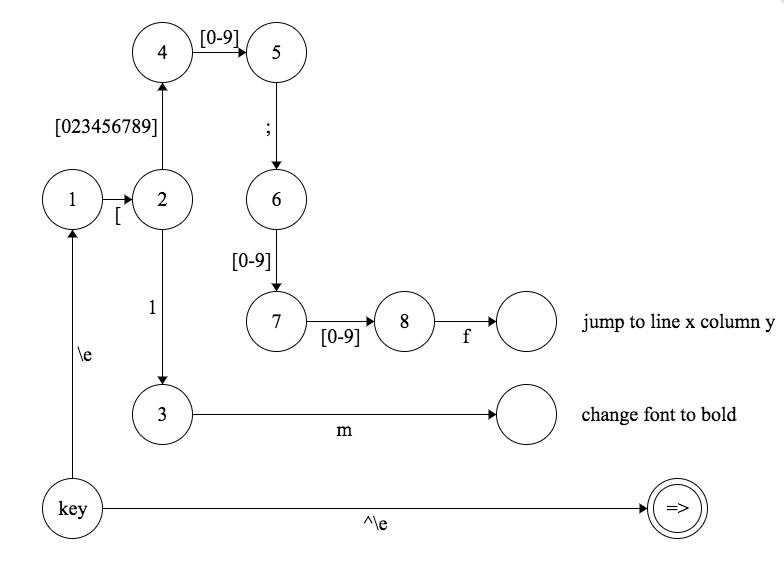 4
[0-9]
5
[023456789]
;
1
[
2
6
[0-9]
1
7
[0-9]
8
f
jump to line x column y
\e
3
m
change font to bold
key
^\e
=>